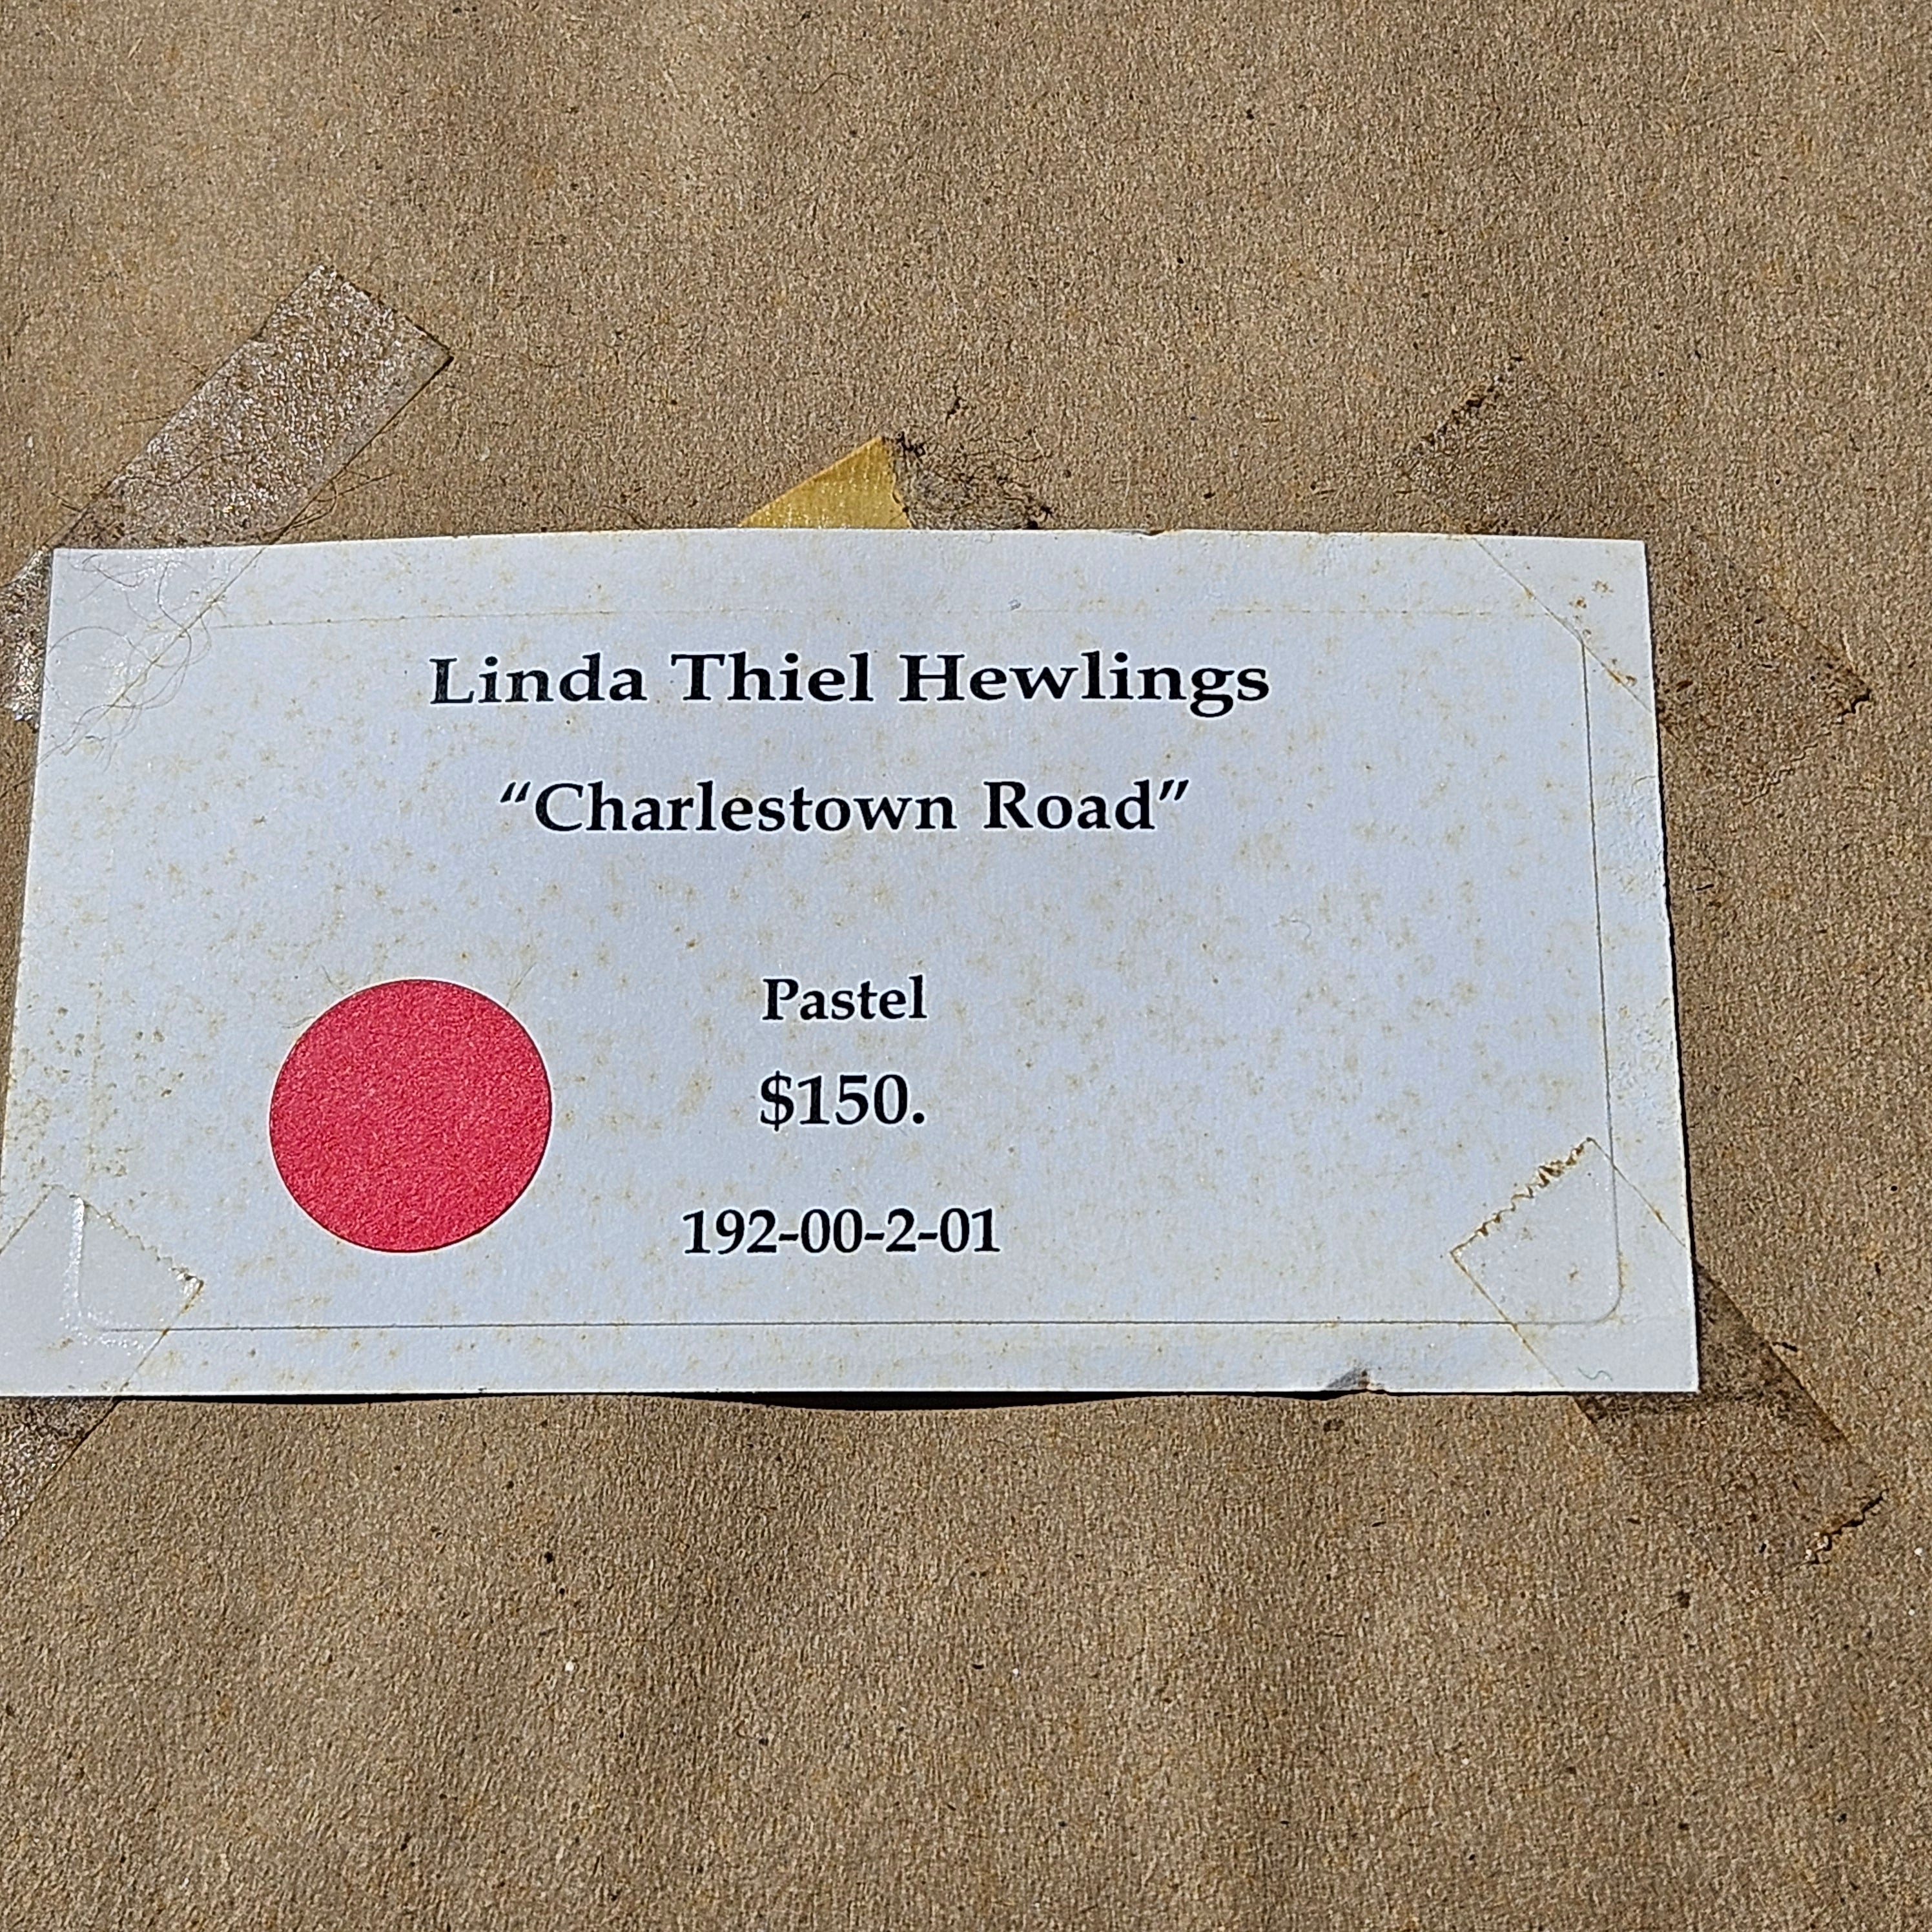 Linda Thiel Hewlings
“Charlestown Road”
Pastel
$150.
192-00-2-01